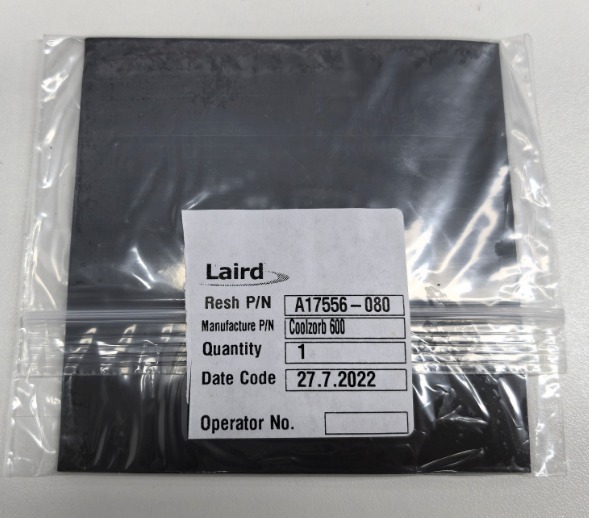 Laird
Resh P/N A17556-080
Manufacture P/N Coolzorb 600
Quantity 1
Date Code 27.7.2022
Operator No.